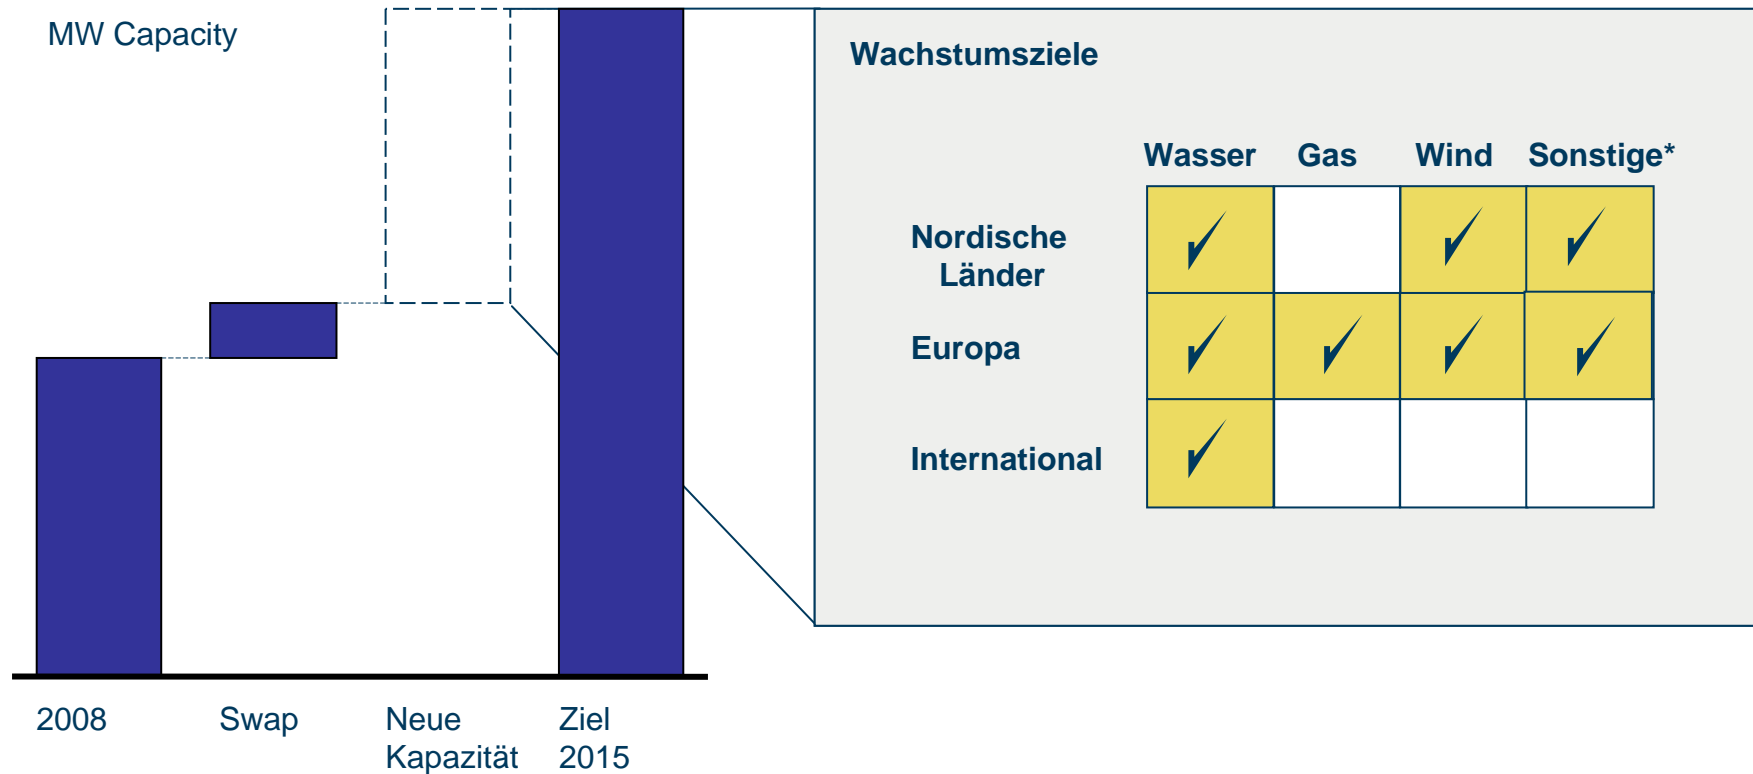 MW Capacity
Wachstumsziele
Wasser Gas Wind Sonstige*
Nordische
Länder
Europa
International
2008 Swap Neue Ziel
Kapazität 2015